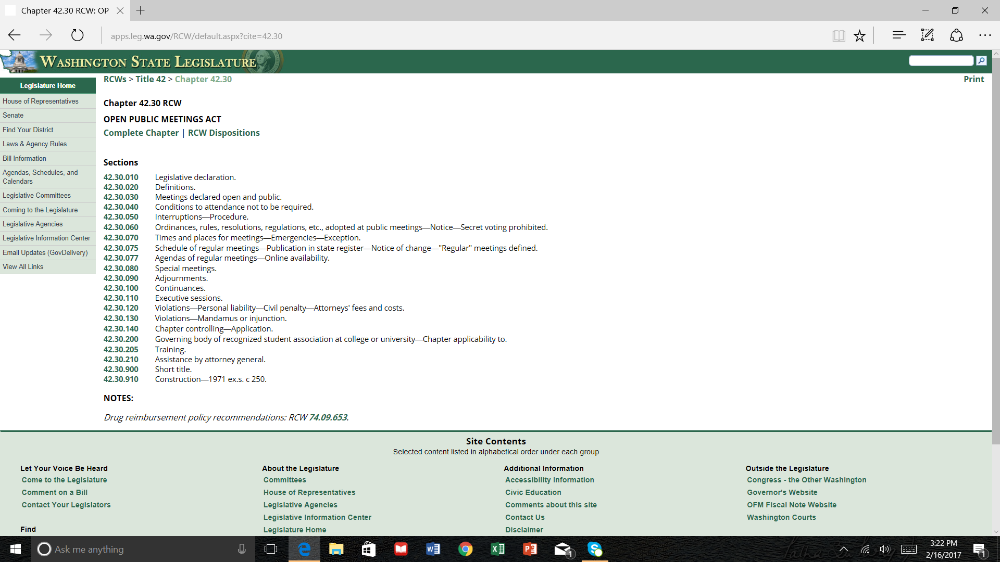 Chapter 42.30 RCW: OP
apps.leg.wa.gov/RCW/default.aspx?cite=42.30
WASHINGTON STATE LEGISLATURE
RCWs > Title 42 > Chapter 42.30
Print
Legislature Home
House of Representatives
Senate
Find Your District
Laws & Agency Rules
Bill Information
Agendas, Schedules, and
Calendars
Legislative Committees
Coming to the Legislature
Legislative Agencies
Legislative Information Center
Email Updates (GovDelivery)
View All Links
Chapter 42.30 RCW
OPEN PUBLIC MEETINGS ACT
Complete Chapter | RCW Dispositions
Sections
42.30.010 Legislative declaration.
42.30.020 Definitions.
42.30.030 Meetings declared open and public.
42.30.040 Conditions to attendance not to be required.
42.30.050 Interruptions—Procedure.
42.30.060 Ordinances, rules, resolutions, regulations, etc., adopted at public meetings—Notice—Secret voting prohibited.
42.30.070 Times and places for meetings—Emergencies—Exception.
42.30.075 Schedule of regular meetings—Publication in state register—Notice of change—"Regular" meetings defined.
42.30.077 Agendas of regular meetings—Online availability.
42.30.080 Special meetings.
42.30.090 Adjournments.
42.30.100 Continuances.
42.30.110 Executive sessions.
42.30.120 Violations—Personal liability—Civil penalty—Attorneys' fees and costs.
42.30.130 Violations—Mandamus or injunction.
42.30.140 Chapter controlling—Application.
42.30.200 Governing body of recognized student association at college or university—Chapter applicability to.
42.30.205 Training.
42.30.210 Assistance by attorney general.
42.30.900 Short title.
42.30.910 Construction—1971 ex.s. c 250.
NOTES:
Drug reimbursement policy recommendations: RCW 74.09.653.
Site Contents
Selected content listed in alphabetical order under each group
Let Your Voice Be Heard
Come to the Legislature
Comment on a Bill
Contact Your Legislators
Find
About the Legislature
Committees
House of Representatives
Legislative Agencies
Legislative Information Center
Legislature Home
Additional Information
Accessibility Information
Civic Education
Comments about this site
Contact Us
Disclaimer
Outside the Legislature
Congress - the Other Washington
Governor's Website
OFM Fiscal Note Website
Washington Courts
Ask me anything
1
3:22 PM
2/16/2017
1